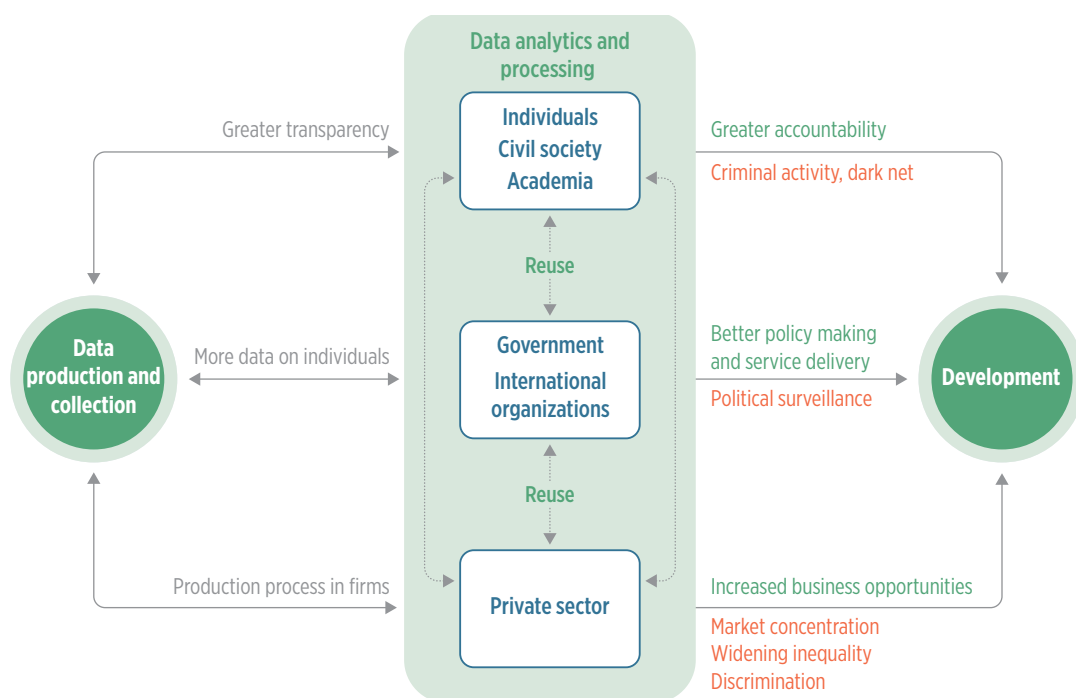 Data analytics and
processing
Individuals
Civil society
Academia
Greater transparency
Greater accountability
Criminal activity, dark net
Reuse
Data
production and
collection
More data on individuals
Government
International
organizations
Better policy making
and service delivery
Political surveillance
Development
Reuse
Production process in firms
Private sector
Increased business opportunities
Market concentration
Widening inequality
Discrimination